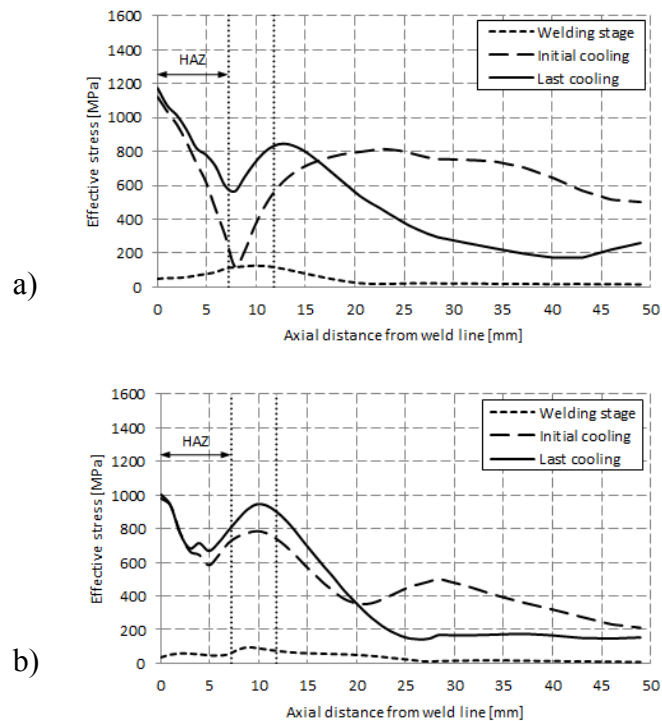 a)
Effective stress [MPa]
1600
1400
1200
1000
800
600
400
200
0
HAZ
Welding stage
Initial cooling
Last cooling
0 5 10 15 20 25 30 35 40 45 50
Axial distance from weld line [mm]
b)
Effective stress [MPa]
1600
1400
1200
1000
800
600
400
200
0
HAZ
Welding stage
Initial cooling
Last cooling
0 5 10 15 20 25 30 35 40 45 50
Axial distance from weld line [mm]